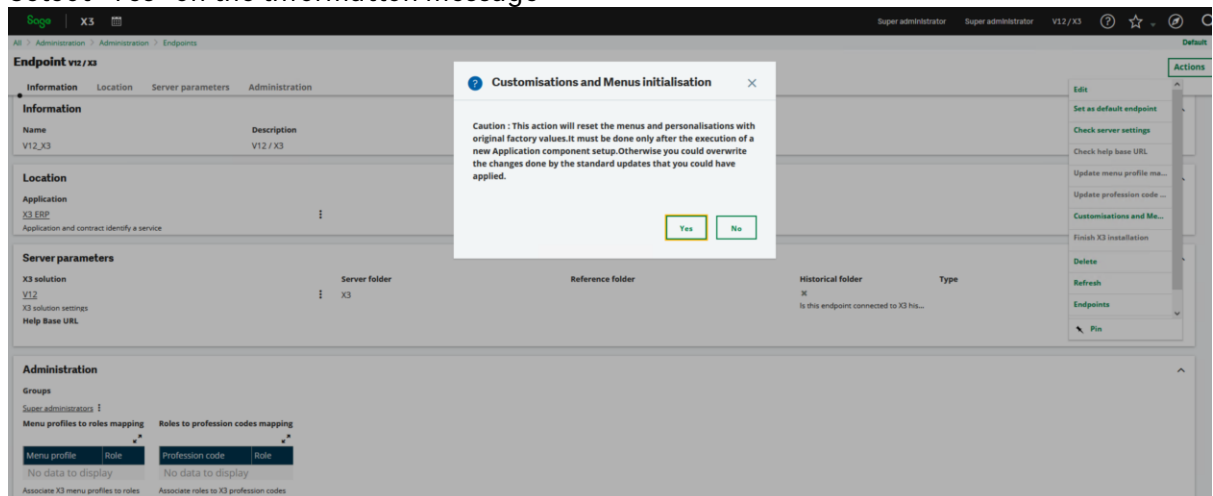 Sage X3 Super administrator Super administrator V12/X3
All > Administration > Administration > Endpoints Default
Endpoint V12 / X3
Actions
Information Location Server parameters Administration
Information
Name Description
V12_X3 V12 / X3
Location
Application
X3 ERP
Application and contract identify a service
Server parameters
X3 solution Server folder Reference folder Historical folder Type
V12 X3
X3 solution settings Is this endpoint connected to X3 his...
Help Base URL
Administration
Groups
Super administrators
Menu profiles to roles mapping Roles to profession codes mapping
Menu profile Role Profession code Role
No data to display No data to display
Associate X3 menu profiles to roles Associate roles to X3 profession codes
Customisations and Menus initialisation
Caution : This action will reset the menus and personalisations with
original factory values.It must be done only after the execution of a
new Application component setup.Otherwise you could overwrite
the changes done by the standard updates that you could have
applied.
Yes No
Edit
Set as default endpoint
Check server settings
Check help base URL
Update menu profile ma...
Update profession code ...
Customisations and Me...
Finish X3 installation
Delete
Refresh
Endpoints
Pin